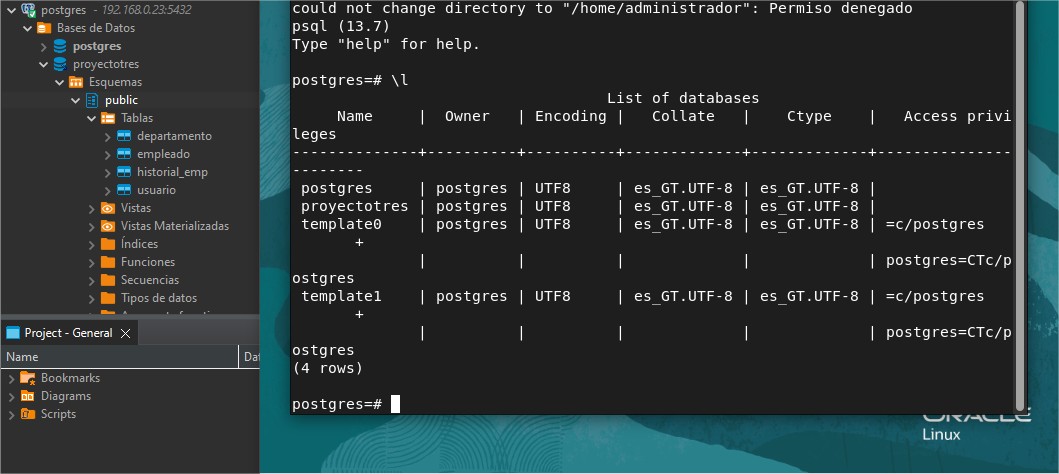 postgres - 192.168.0.23:5432
Bases de Datos
postgres
proyectotres
Esquemas
public
Tablas
departamento
empleado
historial_emp
usuario
Vistas
Vistas Materializadas
Índices
Funciones
Secuencias
Tipos de datos
Project - General
Name Dat
Bookmarks
Diagrams
Scripts
could not change directory to "/home/administrador": Permiso denegado
psql (13.7)
Type "help" for help.
postgres=# \l
List of databases
Name | Owner | Encoding | Collate | Ctype | Access privi
leges
--------------+----------+----------+-------------+-------------+---------------
--------
postgres | postgres | UTF8 | es_GT.UTF-8 | es_GT.UTF-8 |
proyectotres | postgres | UTF8 | es_GT.UTF-8 | es_GT.UTF-8 |
template0 | postgres | UTF8 | es_GT.UTF-8 | es_GT.UTF-8 | =c/postgres
+
| | | | | postgres=CTc/p
ostgres
template1 | postgres | UTF8 | es_GT.UTF-8 | es_GT.UTF-8 | =c/postgres
+
| | | | | postgres=CTc/p
ostgres
(4 rows)
postgres=#
ORACLE
Linux